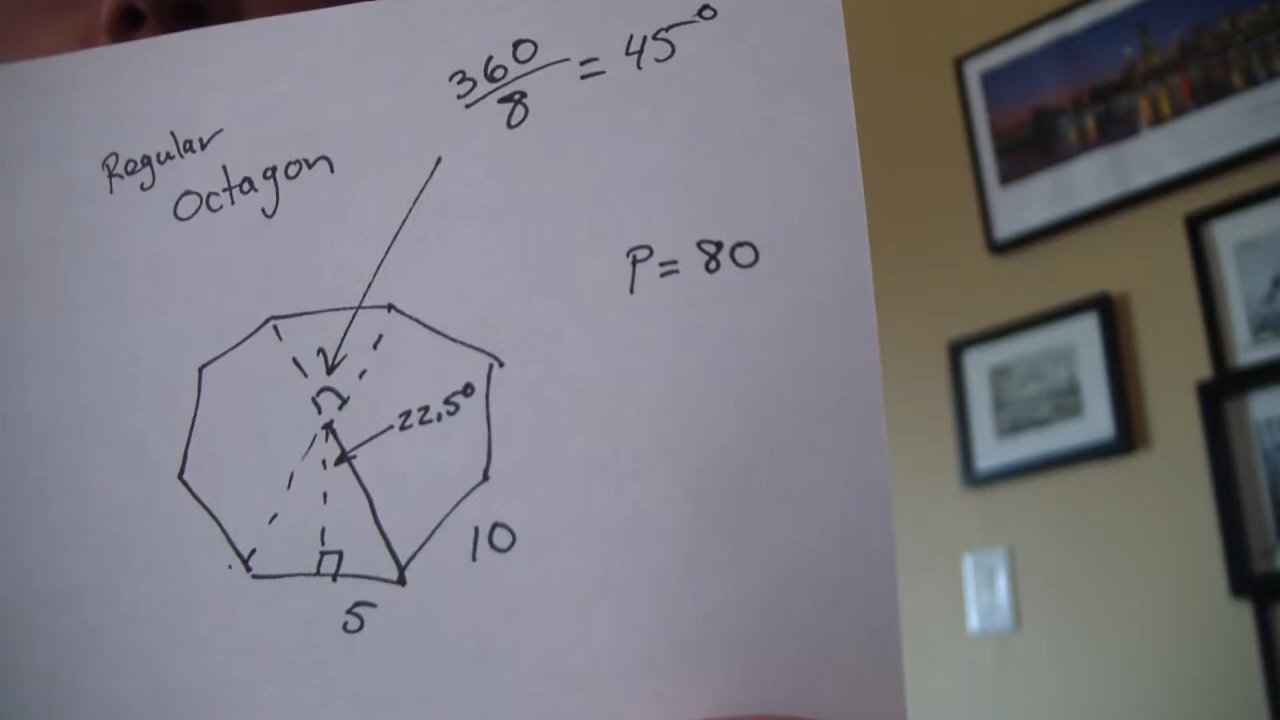 360/8 = 45°
Regular
Octagon
P = 80
22.5°
10
5